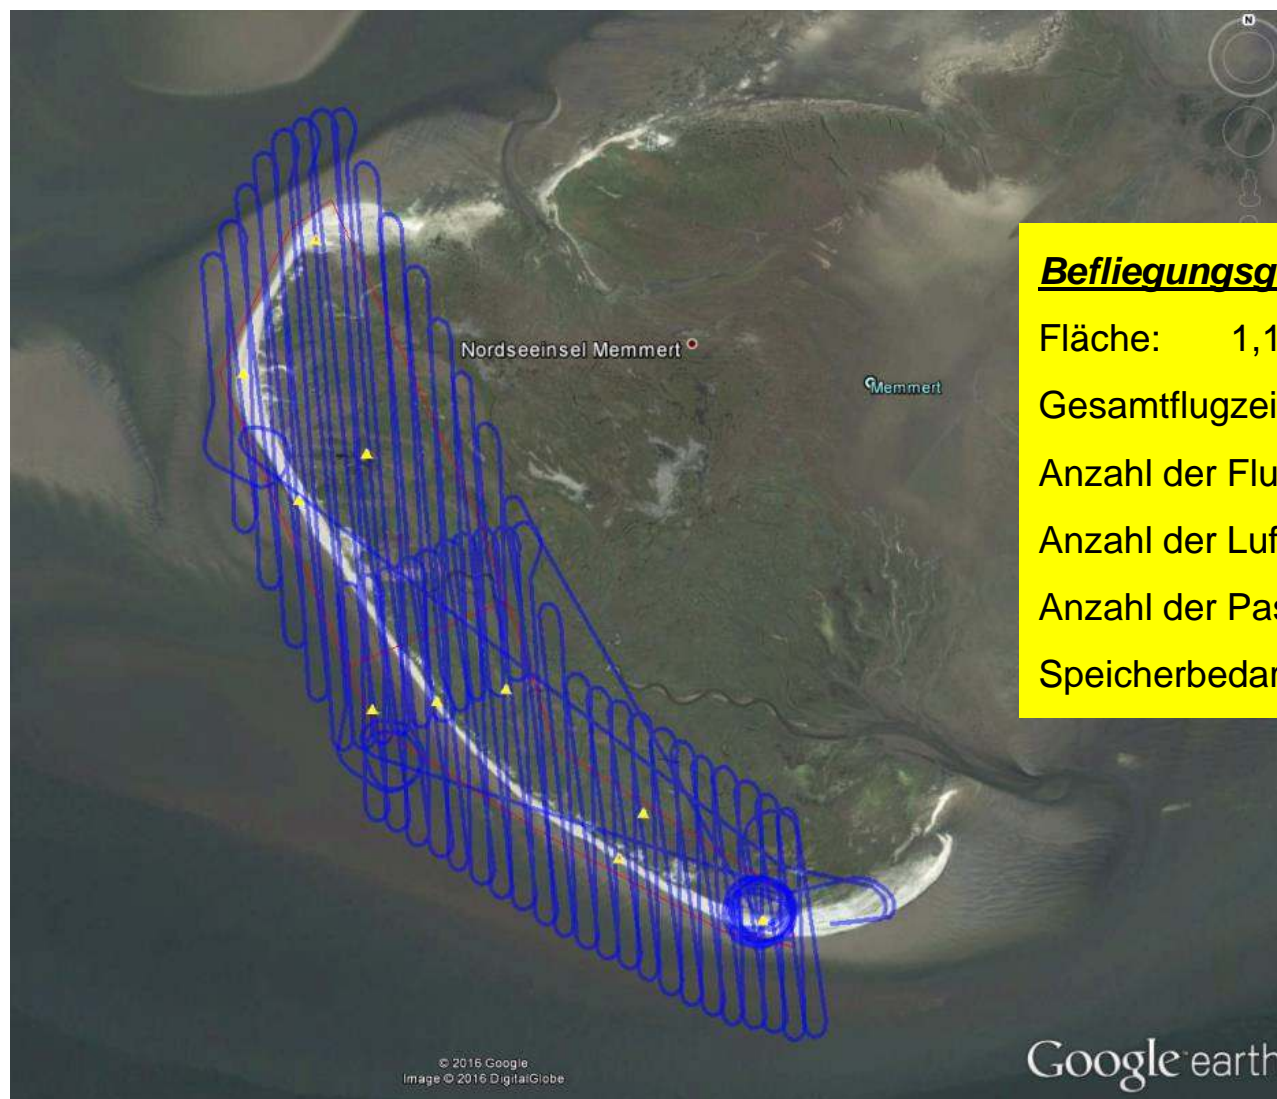 N
Nordseeinsel Memmert
Memmert
Befliegungsg
Fläche: 1,1
Gesamtflugzei
Anzahl der Flu
Anzahl der Luf
Anzahl der Pas
Speicherbedar
© 2016 Google
Image © 2016 DigitalGlobe
Google earth